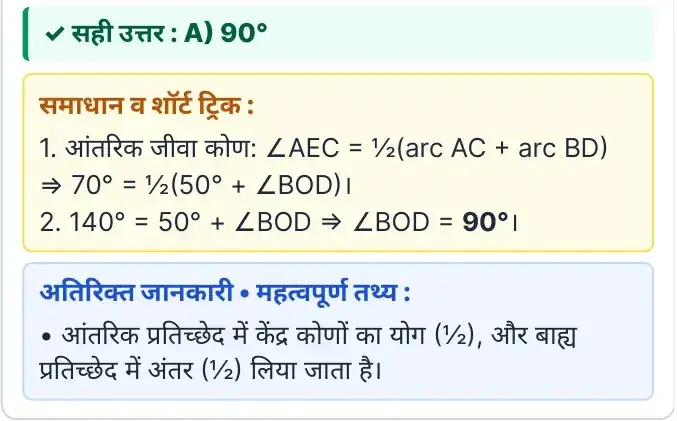 ✓ सही उत्तर : A) 90°
समाधान व शॉर्ट ट्रिक :
1. आंतरिक जीवा कोण: ∠AEC = ½(arc AC + arc BD)
⇒ 70° = ½(50° + ∠BOD)।
2. 140° = 50° + ∠BOD ⇒ ∠BOD = 90°।
अतिरिक्त जानकारी • महत्वपूर्ण तथ्य :
• आंतरिक प्रतिच्छेद में केंद्र कोणों का योग (½), और बाह्य
प्रतिच्छेद में अंतर (½) लिया जाता है।